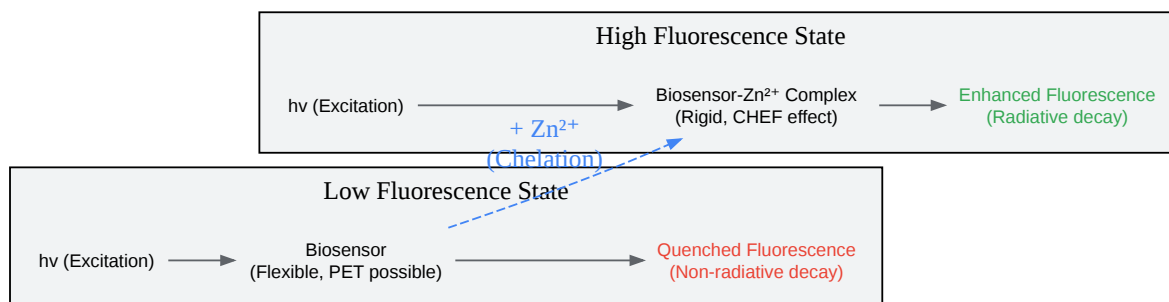 High Fluorescence State
hv (Excitation)
Biosensor-Zn²⁺ Complex
(Rigid, CHEF effect)
Enhanced Fluorescence
(Radiative decay)
+ Zn²⁺
(Chelation)
Low Fluorescence State
hv (Excitation)
Biosensor
(Flexible, PET possible)
Quenched Fluorescence
(Non-radiative decay)